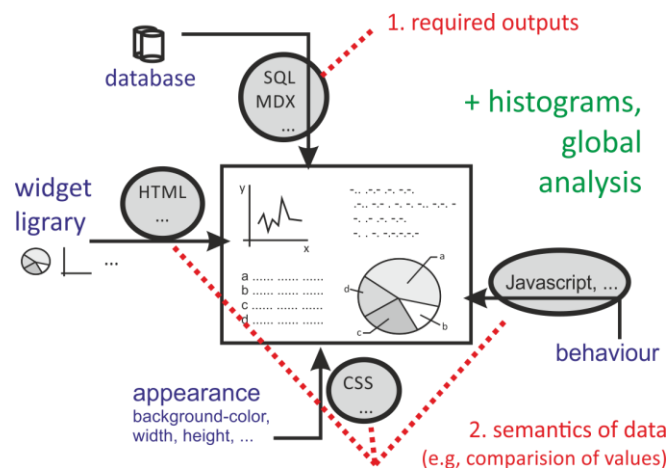 1. required outputs
database
SQL
MDX
...
+ histograms,
global
analysis
widget
ligrary
HTML
...
...
y
x
a ...... ...... ......
b ...... ...... ......
c ...... ...... ......
d ...... ...... ......
a
d
c
b
Javascript, ...
behaviour
appearance
background-color,
width, height, ...
CSS
...
2. semantics of data
(e.g, comparision of values)